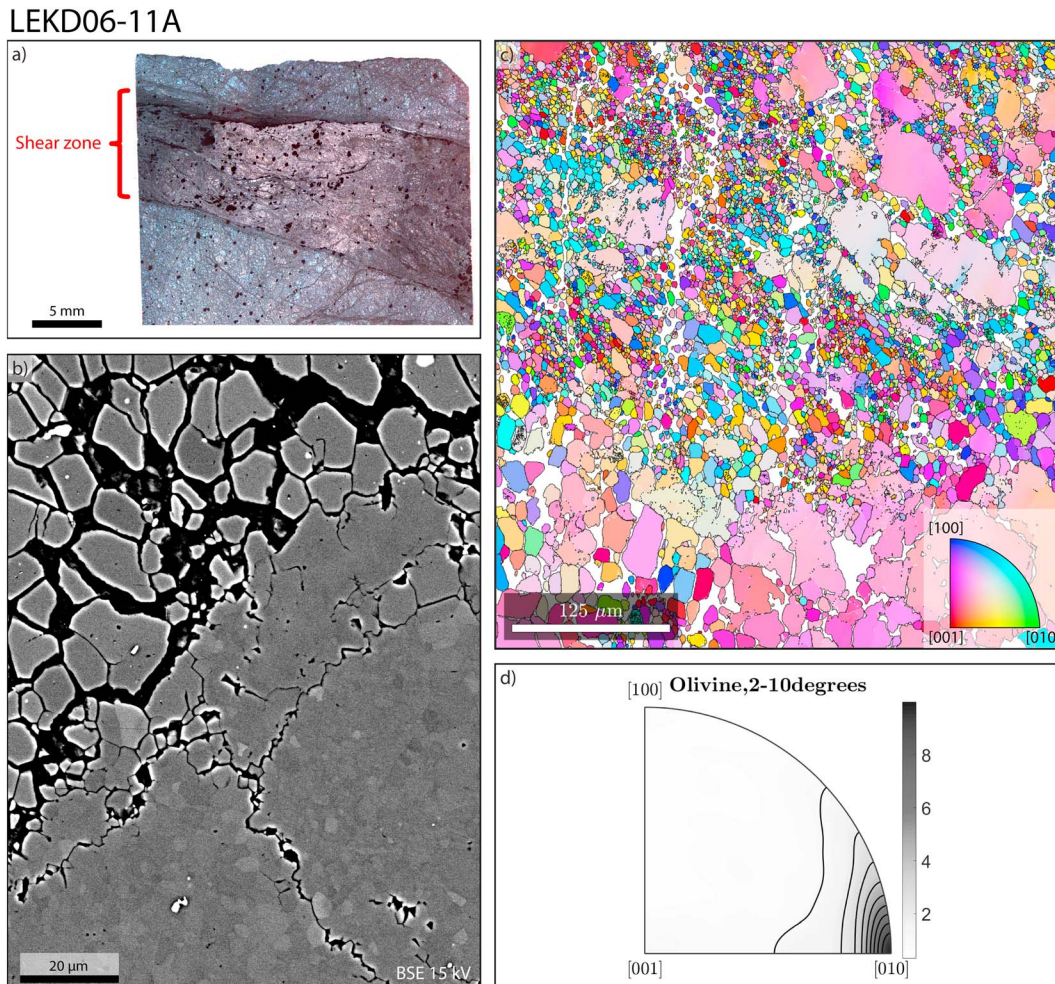 LEKD06-11A
a)
Shear zone
5 mm
b)
20 µm
BSE 15 kV
c)
125 µm
[100]
[001]
[010]
d)
[100] Olivine,2-10degrees
8
6
4
2
[001]
[010]